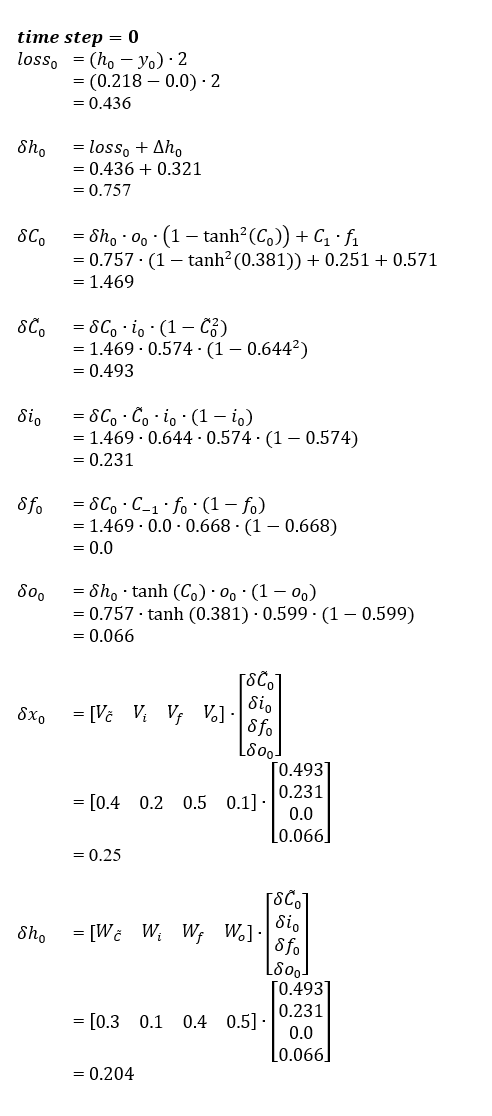 time step = 0
loss₀ = (h₀ − y₀) · 2
= (0.218 − 0.0) · 2
= 0.436
δh₀ = loss₀ + Δh₀
= 0.436 + 0.321
= 0.757
δC₀ = δh₀ · o₀ · (1 − tanh²(C₀)) + C₁ · f₁
= 0.757 · (1 − tanh²(0.381)) + 0.251 + 0.571
= 1.469
δC̃₀ = δC₀ · i₀ · (1 − C̃₀²)
= 1.469 · 0.574 · (1 − 0.644²)
= 0.493
δi₀ = δC₀ · C̃₀ · i₀ · (1 − i₀)
= 1.469 · 0.644 · 0.574 · (1 − 0.574)
= 0.231
δf₀ = δC₀ · C₋₁ · f₀ · (1 − f₀)
= 1.469 · 0.0 · 0.668 · (1 − 0.668)
= 0.0
δo₀ = δh₀ · tanh (C₀) · o₀ · (1 − o₀)
= 0.757 · tanh (0.381) · 0.599 · (1 − 0.599)
= 0.066
δx₀ = [V_C̃ V_i V_f V_o] · [δC̃₀
δi₀
δf₀
δo₀]
= [0.4 0.2 0.5 0.1] · [0.493
0.231
0.0
0.066]
= 0.25
δh₀ = [W_C̃ W_i W_f W_o] · [δC̃₀
δi₀
δf₀
δo₀]
= [0.3 0.1 0.4 0.5] · [0.493
0.231
0.0
0.066]
= 0.204